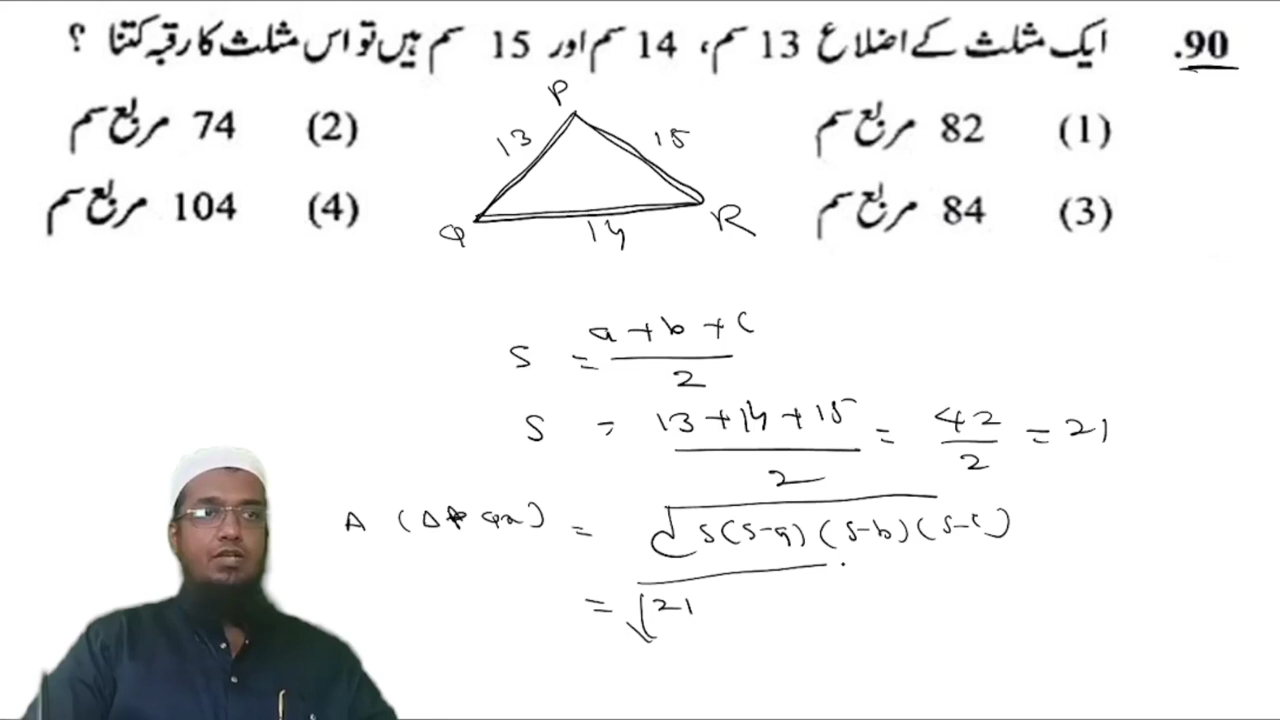 90. ایک مثلث کے اضلاع 13 سم، 14 سم اور 15 سم ہیں تو اس مثلث کا رقبہ کتنا ؟
(1) 82 مربع سم (2) 74 مربع سم
(3) 84 مربع سم (4) 104 مربع سم
P
13 15
Q 14 R
S = a+b+c / 2
S = 13+14+15 / 2 = 42 / 2 = 21
A (Δ PQR) = √s(s-a)(s-b)(s-c)
= √21